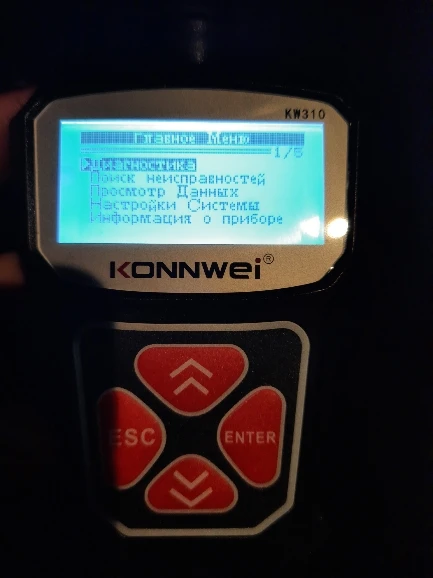 KW310
Главное Меню
1/5
Диагностика
Поиск неисправностей
Просмотр Данных
Настройки Системы
Информация о приборе
KONNWEI®
ESC
ENTER